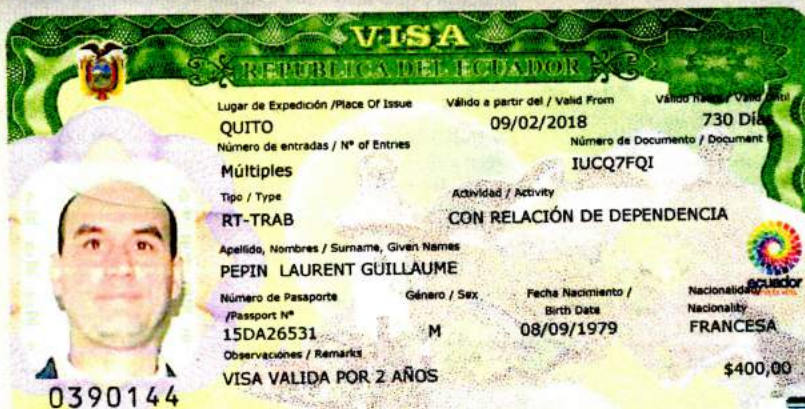 VISA
REPÚBLICA DEL ECUADOR
Lugar de Expedición /Place Of Issue Válido a partir del / Valid From Válido Valid Until
QUITO 09/02/2018 730 Días
Número de entradas / Nº of Entries Número de Documento / Document
Múltiples IUCQ7FQI
Tipo / Type Actividad / Activity
RT-TRAB CON RELACIÓN DE DEPENDENCIA
Apellido, Nombres / Surname, Given Names
PEPIN LAURENT GUILLAUME
Número de Pasaporte Género / Sex Fecha Nacimiento / Nacionalidad
/Passport Nº Birth Date Nacionality
15DA26531 M 08/09/1979 FRANCESA
Observaciones / Remarks
VISA VALIDA POR 2 AÑOS $400,00
0390144
ecuador